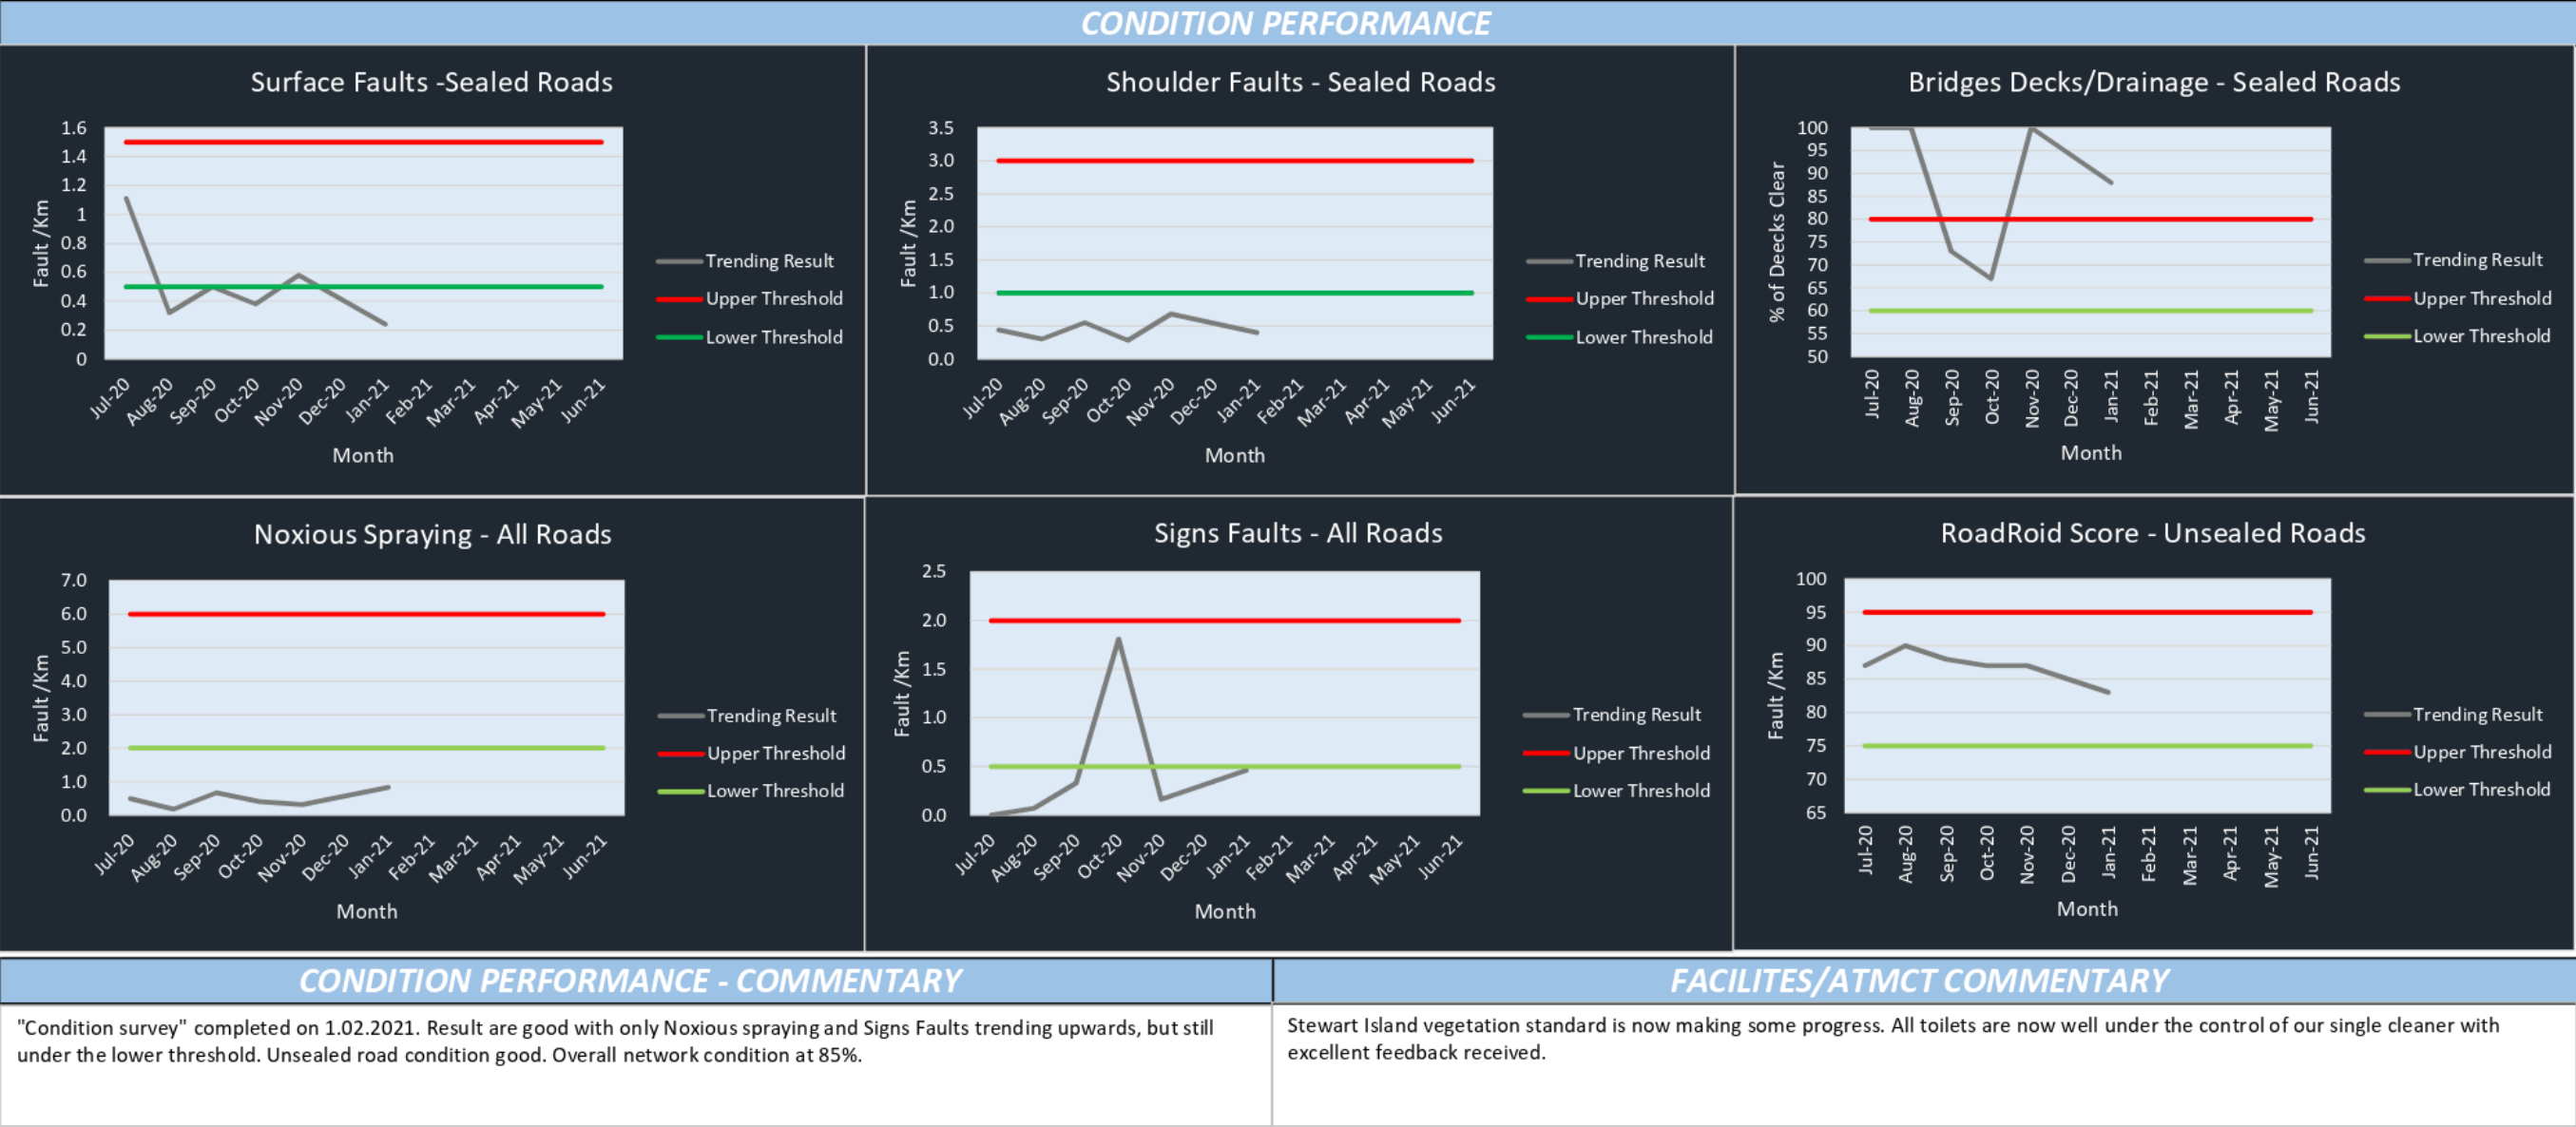 CONDITION PERFORMANCE
Surface Faults -Sealed Roads
1.6
1.4
1.2
1
0.8
0.6
0.4
0.2
0
Fault /Km
Jul-20
Aug-20
Sep-20
Oct-20
Nov-20
Dec-20
Jan-21
Feb-21
Mar-21
Apr-21
May-21
Jun-21
Month
Trending Result
Upper Threshold
Lower Threshold
Shoulder Faults - Sealed Roads
3.5
3.0
2.5
2.0
1.5
1.0
0.5
0.0
Fault /Km
Jul-20
Aug-20
Sep-20
Oct-20
Nov-20
Dec-20
Jan-21
Feb-21
Mar-21
Apr-21
May-21
Jun-21
Month
Trending Result
Upper Threshold
Lower Threshold
Bridges Decks/Drainage - Sealed Roads
100
95
90
85
80
75
70
65
60
55
50
% of Deecks Clear
Jul-20
Aug-20
Sep-20
Oct-20
Nov-20
Dec-20
Jan-21
Feb-21
Mar-21
Apr-21
May-21
Jun-21
Month
Trending Result
Upper Threshold
Lower Threshold
Noxious Spraying - All Roads
7.0
6.0
5.0
4.0
3.0
2.0
1.0
0.0
Fault /Km
Jul-20
Aug-20
Sep-20
Oct-20
Nov-20
Dec-20
Jan-21
Feb-21
Mar-21
Apr-21
May-21
Jun-21
Month
Trending Result
Upper Threshold
Lower Threshold
Signs Faults - All Roads
2.5
2.0
1.5
1.0
0.5
0.0
Fault /Km
Jul-20
Aug-20
Sep-20
Oct-20
Nov-20
Dec-20
Jan-21
Feb-21
Mar-21
Apr-21
May-21
Jun-21
Month
Trending Result
Upper Threshold
Lower Threshold
RoadRoid Score - Unsealed Roads
100
95
90
85
80
75
70
65
Fault /Km
Jul-20
Aug-20
Sep-20
Oct-20
Nov-20
Dec-20
Jan-21
Feb-21
Mar-21
Apr-21
May-21
Jun-21
Month
Trending Result
Upper Threshold
Lower Threshold
CONDITION PERFORMANCE - COMMENTARY
"Condition survey" completed on 1.02.2021. Result are good with only Noxious spraying and Signs Faults trending upwards, but still
under the lower threshold. Unsealed road condition good. Overall network condition at 85%.
FACILITES/ATMCT COMMENTARY
Stewart Island vegetation standard is now making some progress. All toilets are now well under the control of our single cleaner with
excellent feedback received.